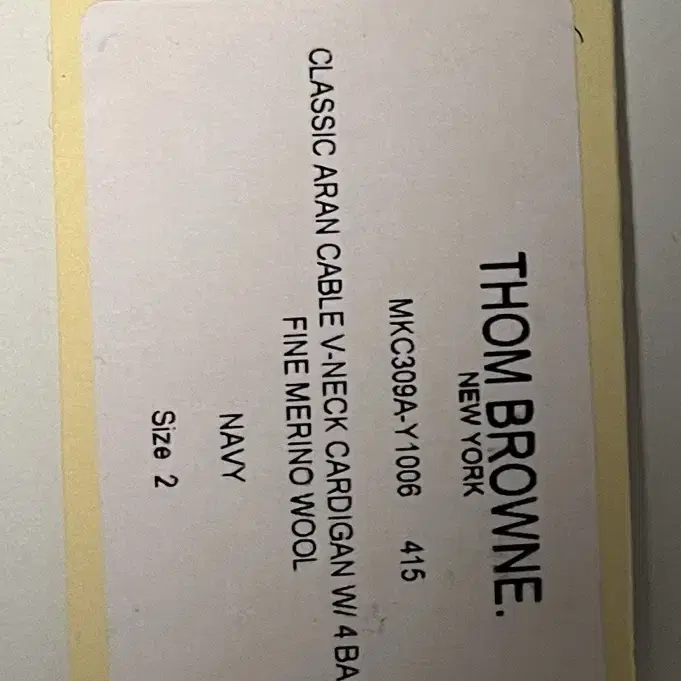 THOM BROWNE.
NEW YORK
MKC309A-Y1006 415
CLASSIC ARAN CABLE V-NECK CARDIGAN W/ 4 BA
FINE MERINO WOOL
NAVY
Size 2